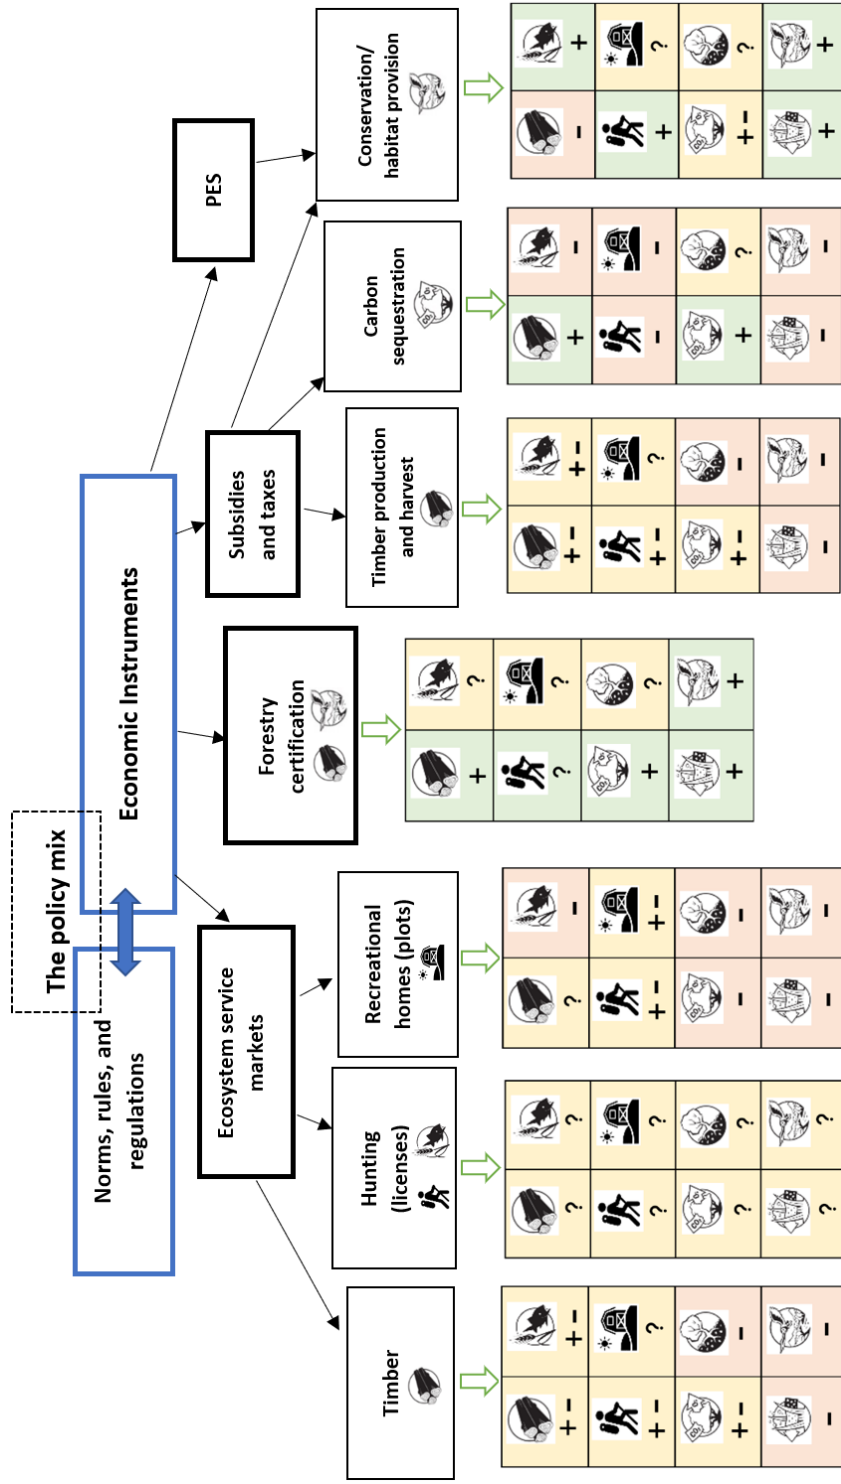 The policy mix
Norms, rules, and
regulations
Economic Instruments
Ecosystem service
markets
Forestry
certification
Subsidies
and taxes
PES
Timber
Hunting
(licenses)
Recreational
homes (plots)
Timber production
and harvest
Carbon
sequestration
Conservation/
habitat provision
+ - + -
+ - ?
+ - -
- -
? ?
? ?
? ?
? ?
? -
+ - + -
- -
- -
+ ?
? ?
+ ?
+ +
+ - + -
+ - ?
+ - -
- -
+ -
- -
+ ?
- -
- +
+ ?
+ - ?
+ +